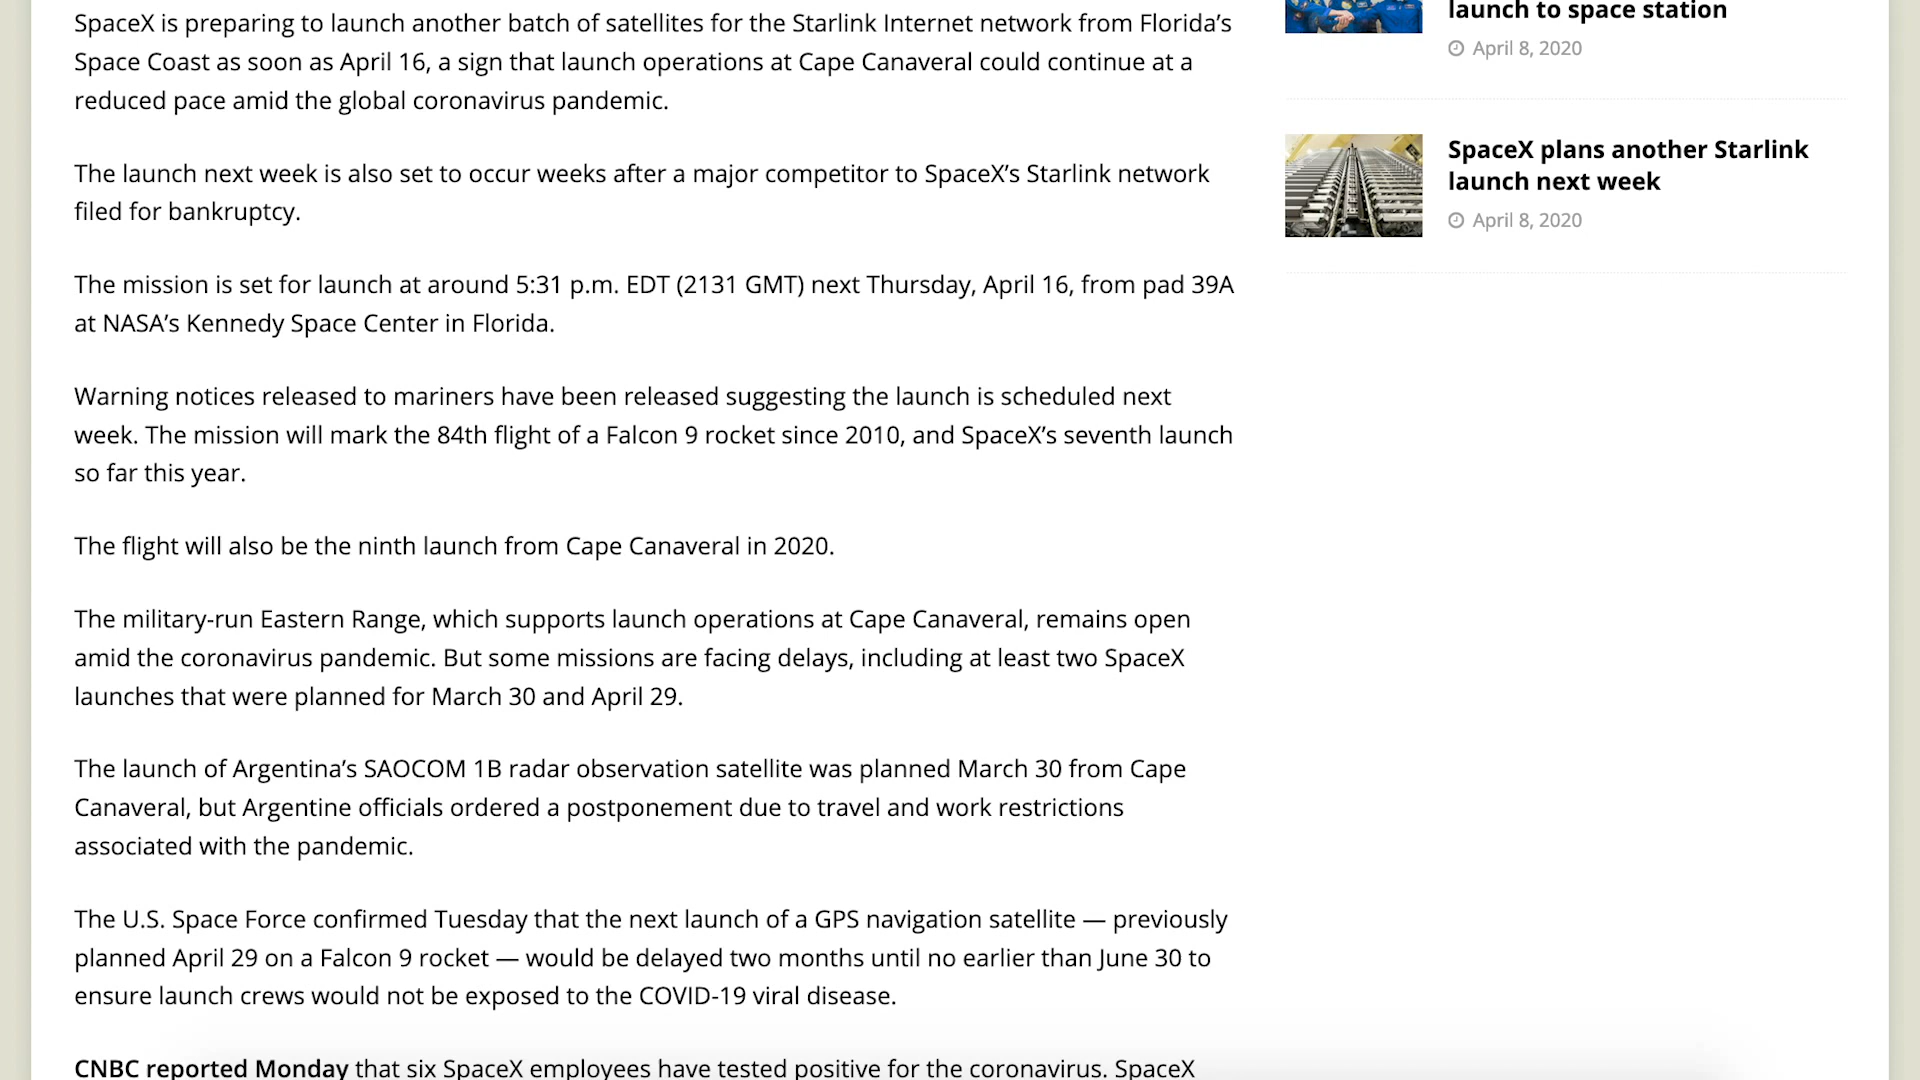 SpaceX is preparing to launch another batch of satellites for the Starlink Internet network from Florida’s
Space Coast as soon as April 16, a sign that launch operations at Cape Canaveral could continue at a
reduced pace amid the global coronavirus pandemic.
The launch next week is also set to occur weeks after a major competitor to SpaceX’s Starlink network
filed for bankruptcy.
The mission is set for launch at around 5:31 p.m. EDT (2131 GMT) next Thursday, April 16, from pad 39A
at NASA’s Kennedy Space Center in Florida.
Warning notices released to mariners have been released suggesting the launch is scheduled next
week. The mission will mark the 84th flight of a Falcon 9 rocket since 2010, and SpaceX’s seventh launch
so far this year.
The flight will also be the ninth launch from Cape Canaveral in 2020.
The military-run Eastern Range, which supports launch operations at Cape Canaveral, remains open
amid the coronavirus pandemic. But some missions are facing delays, including at least two SpaceX
launches that were planned for March 30 and April 29.
The launch of Argentina’s SAOCOM 1B radar observation satellite was planned March 30 from Cape
Canaveral, but Argentine officials ordered a postponement due to travel and work restrictions
associated with the pandemic.
The U.S. Space Force confirmed Tuesday that the next launch of a GPS navigation satellite — previously
planned April 29 on a Falcon 9 rocket — would be delayed two months until no earlier than June 30 to
ensure launch crews would not be exposed to the COVID-19 viral disease.
CNBC reported Monday that six SpaceX employees have tested positive for the coronavirus. SpaceX
launch to space station
April 8, 2020
SpaceX plans another Starlink
launch next week
April 8, 2020